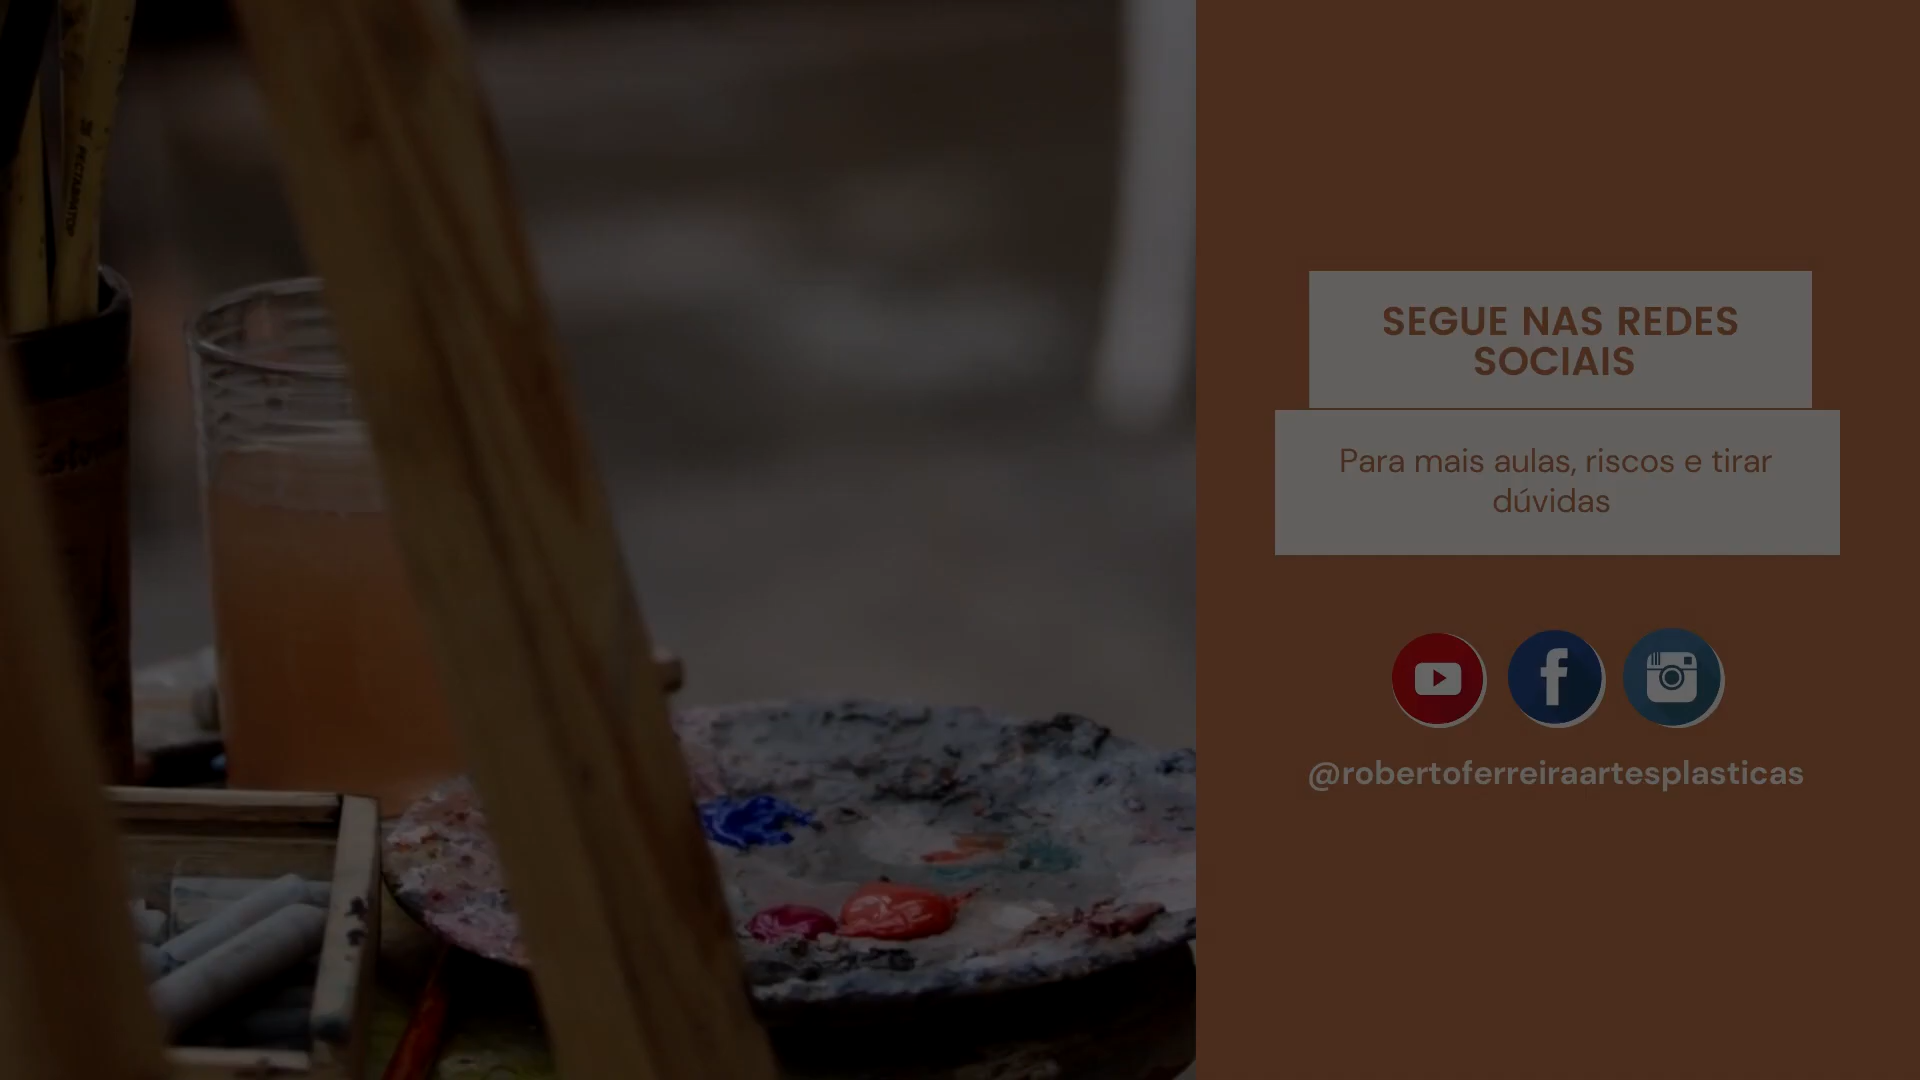 SEGUE NAS REDES
SOCIAIS
Para mais aulas, riscos e tirar
dúvidas
@robertoferreiraartesplasticas